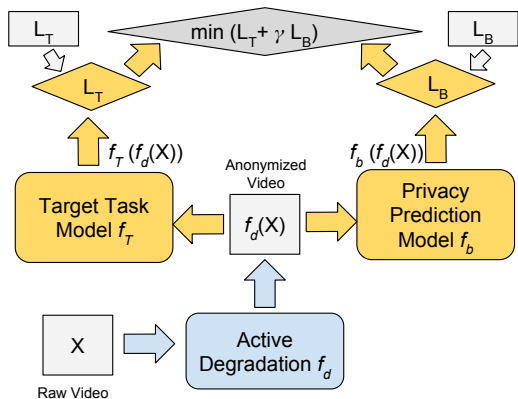 L_T
min (L_T + γ L_B)
L_B
L_T
L_B
f_T (f_d(X))
f_b (f_d(X))
Anonymized
Video
Target Task
Model f_T
f_d(X)
Privacy
Prediction
Model f_b
X
Active
Degradation f_d
Raw Video